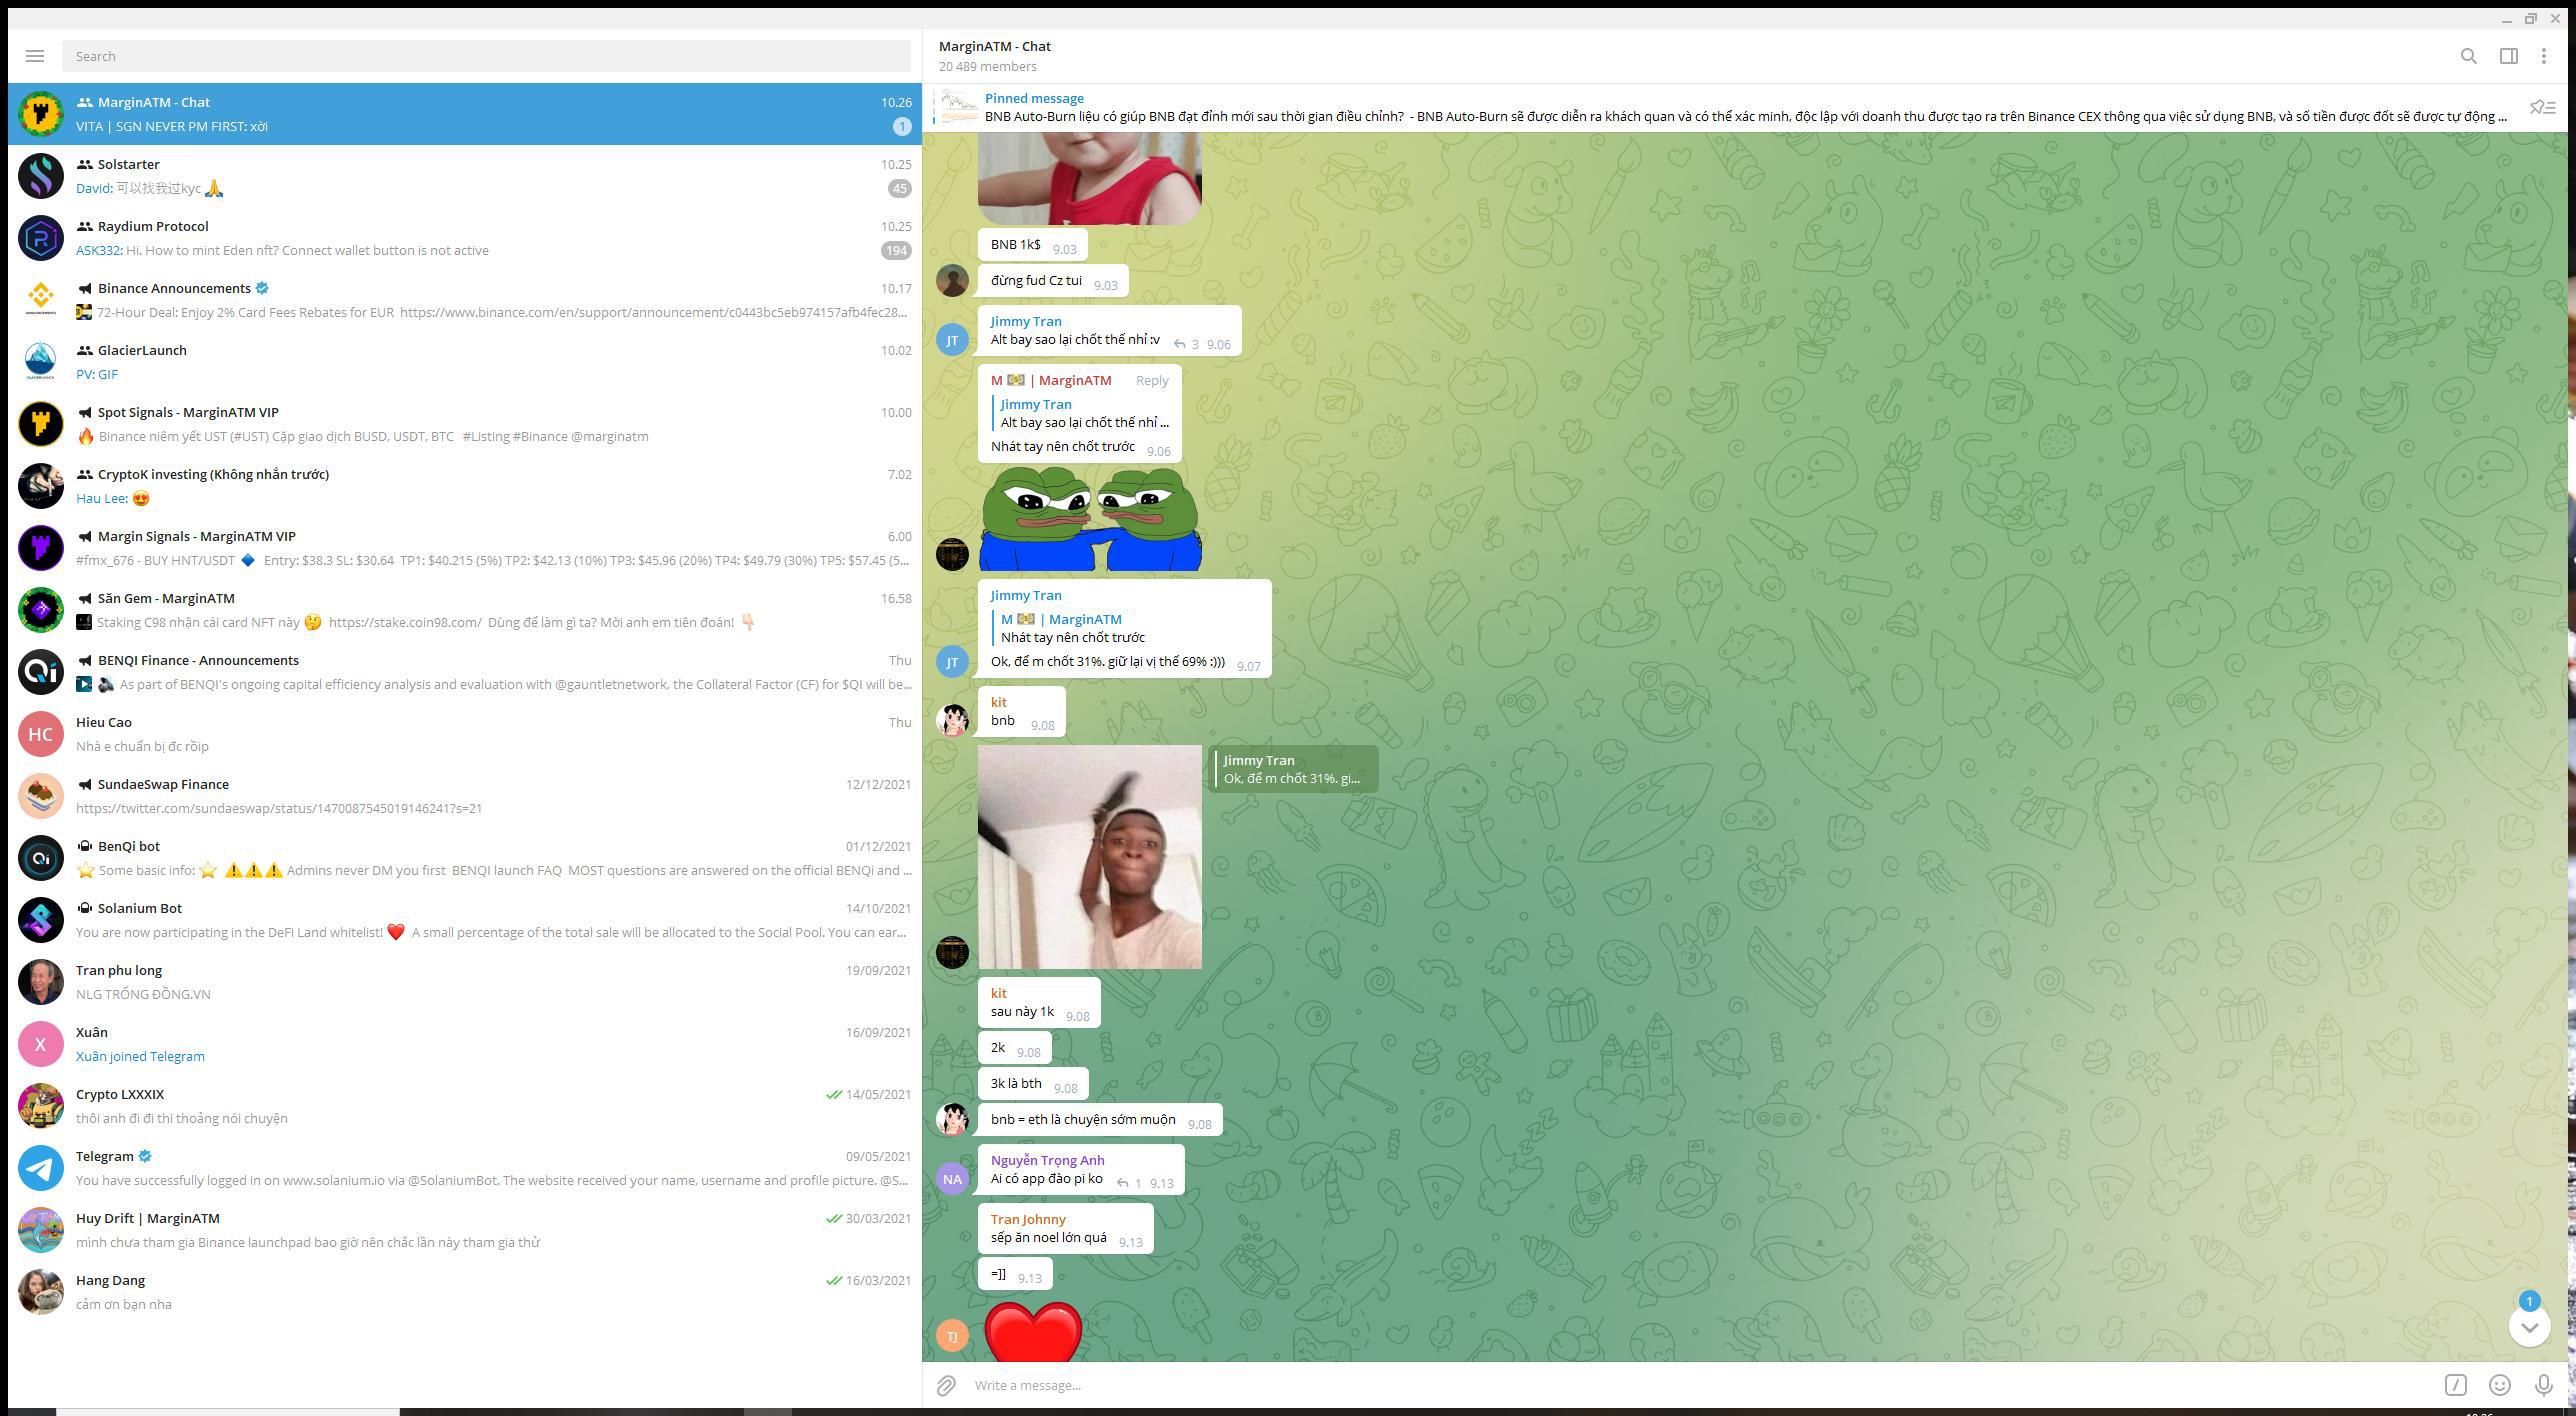 Search
MarginATM - Chat
10.26
VITA | SGN NEVER PM FIRST: xời
1
Solstarter
10.25
David: 可以找我过kyc 🙏
45
Raydium Protocol
10.25
ASK332: Hi. How to mint Eden nft? Connect wallet button is not active
194
Binance Announcements
10.17
72-Hour Deal: Enjoy 2% Card Fees Rebates for EUR https://www.binance.com/en/support/announcement/c0443bc5eb974157afb4fec28...
GlacierLaunch
10.02
PV: GIF
Spot Signals - MarginATM VIP
10.00
🔥 Binance niêm yết UST (#UST) Cặp giao dịch BUSD, USDT, BTC #Listing #Binance @marginatm
CryptoK investing (Không nhắn trước)
7.02
Hau Lee: 😍
Margin Signals - MarginATM VIP
6.00
#fmx_676 - BUY HNT/USDT 🔷 Entry: $38.3 SL: $30.64 TP1: $40.215 (5%) TP2: $42.13 (10%) TP3: $45.96 (20%) TP4: $49.79 (30%) TP5: $57.45 (5...
Săn Gem - MarginATM
16.58
Staking C98 nhận cái card NFT này 🤔 https://stake.coin98.com/ Dùng để làm gì ta? Mời anh em tiên đoán! 👇🏻
BENQI Finance - Announcements
Thu
🔊 As part of BENQI's ongoing capital efficiency analysis and evaluation with @gauntletnetwork, the Collateral Factor (CF) for $QI will be...
HC
Hieu Cao
Thu
Nhà e chuẩn bị đc rồip
SundaeSwap Finance
12/12/2021
https://twitter.com/sundaeswap/status/1470087545019146241?s=21
BenQi bot
01/12/2021
⭐ Some basic info: ⭐ ⚠️⚠️⚠️ Admins never DM you first BENQI launch FAQ MOST questions are answered on the official BENQi and ...
Solanium Bot
14/10/2021
You are now participating in the DeFi Land whitelist! ❤️ A small percentage of the total sale will be allocated to the Social Pool. You can ear...
Tran phu long
19/09/2021
NLG TRỐNG ĐỒNG.VN
X
Xuân
16/09/2021
Xuân joined Telegram
Crypto LXXXIX
14/05/2021
thôi anh đi đi thi thoảng nói chuyện
Telegram
09/05/2021
You have successfully logged in on www.solanium.io via @SolaniumBot. The website received your name, username and profile picture. @S...
Huy Drift | MarginATM
30/03/2021
mình chưa tham gia Binance launchpad bao giờ nên chắc lần này tham gia thử
Hang Dang
16/03/2021
cảm ơn bạn nha
MarginATM - Chat
20 489 members
Pinned message
BNB Auto-Burn liệu có giúp BNB đạt đỉnh mới sau thời gian điều chỉnh? - BNB Auto-Burn sẽ được diễn ra khách quan và có thể xác minh, độc lập với doanh thu được tạo ra trên Binance CEX thông qua việc sử dụng BNB, và số tiền được đốt sẽ được tự động ...
BNB 1k$ 9.03
đừng fud Cz tui 9.03
Jimmy Tran
JT
Alt bay sao lại chốt thế nhỉ :v 3 9.06
M 💵 | MarginATM Reply
Jimmy Tran
Alt bay sao lại chốt thế nhỉ ...
Nhát tay nên chốt trước 9.06
Jimmy Tran
M 💵 | MarginATM
Nhát tay nên chốt trước
JT
Ok, để m chốt 31%. giữ lại vị thế 69% :))) 9.07
kit
bnb 9.08
Jimmy Tran
Ok, để m chốt 31%. gi...
kit
sau này 1k 9.08
2k 9.08
3k là bth 9.08
bnb = eth là chuyện sớm muộn 9.08
Nguyễn Trọng Anh
NA
Ai có app đào pi ko 1 9.13
Tran Johnny
sếp ăn noel lớn quá 9.13
=]] 9.13
TJ
❤️
1
Write a message...